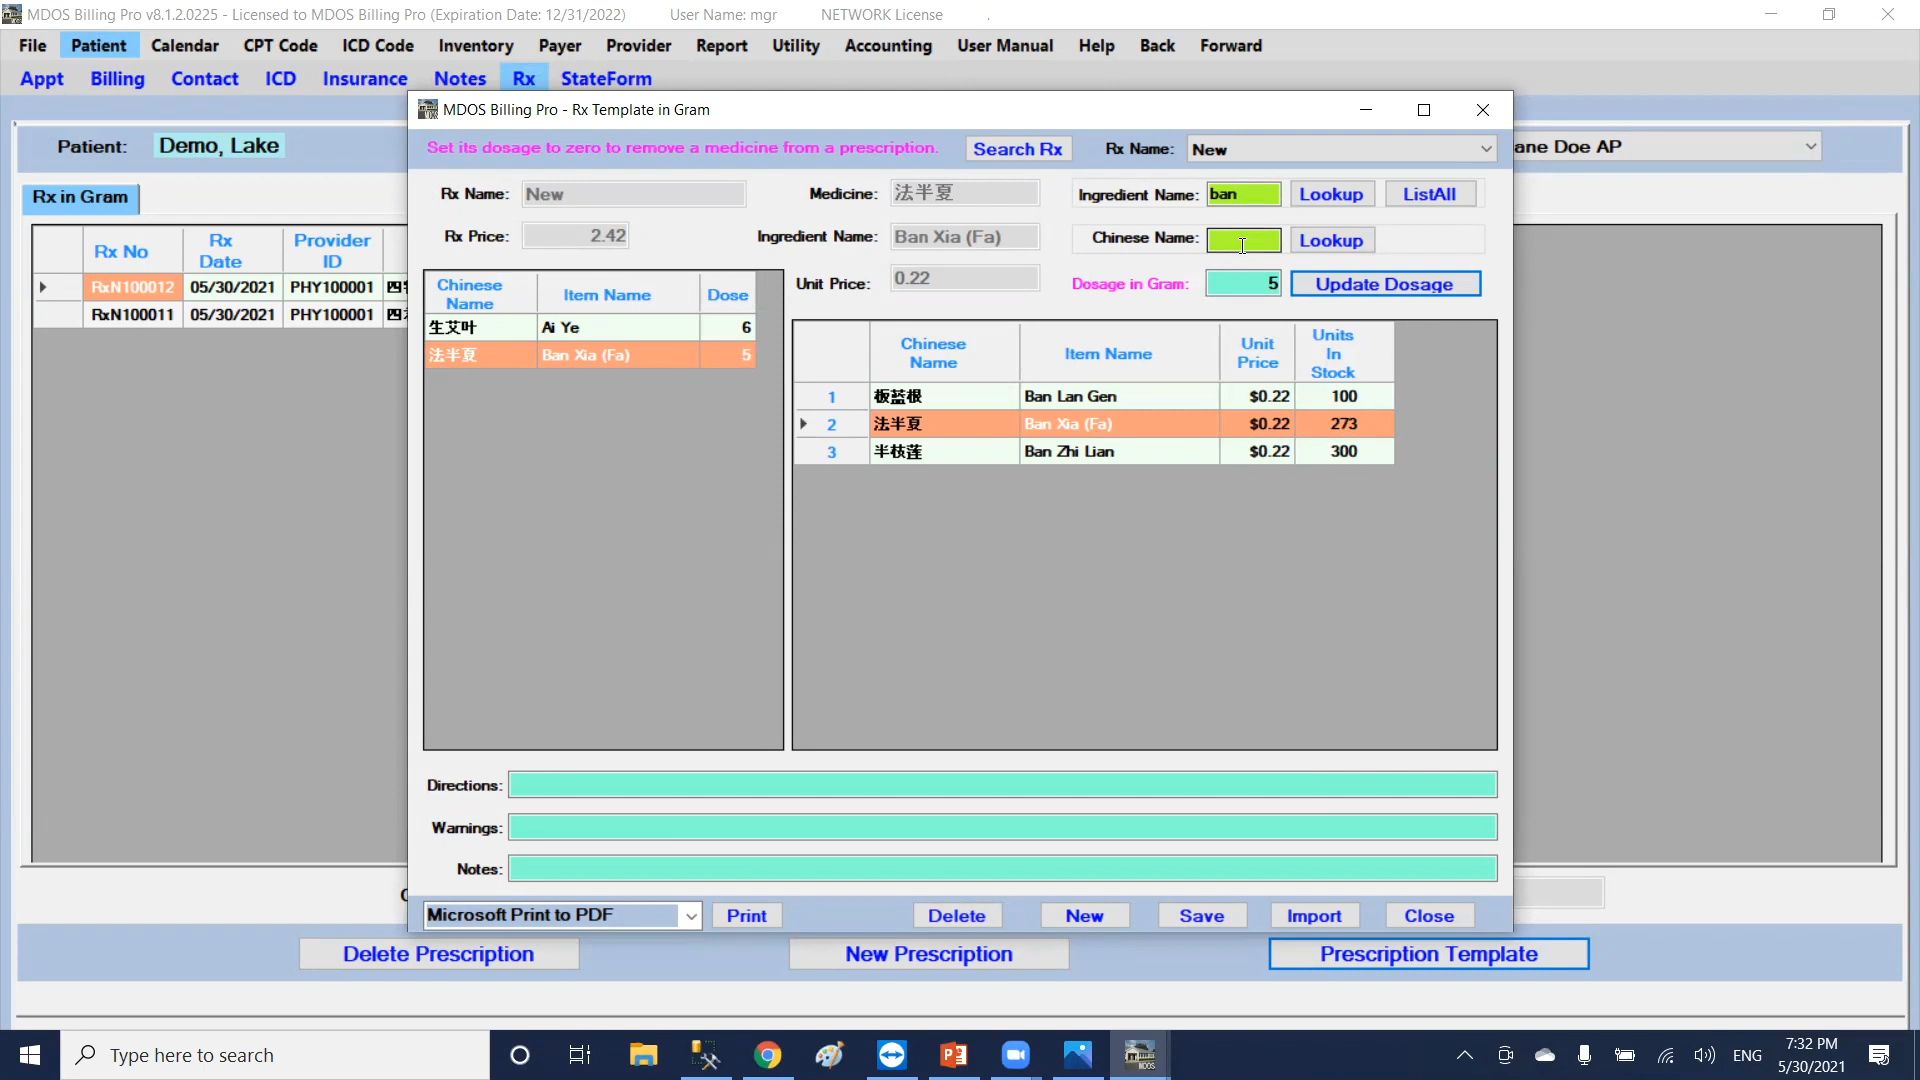 MDOS Billing Pro v8.1.2.0225 - Licensed to MDOS Billing Pro (Expiration Date: 12/31/2022) User Name: mgr NETWORK License .
File Patient Calendar CPT Code ICD Code Inventory Payer Provider Report Utility Accounting User Manual Help Back Forward
Appt Billing Contact ICD Insurance Notes Rx StateForm
MDOS Billing Pro - Rx Template in Gram
Patient: Demo, Lake
ane Doe AP
Set its dosage to zero to remove a medicine from a prescription. Search Rx Rx Name: New
Rx in Gram
Rx Name: New Medicine: 法半夏 Ingredient Name: ban Lookup ListAll
Rx Price: 2.42 Ingredient Name: Ban Xia (Fa) Chinese Name: Lookup
Unit Price: 0.22 Dosage in Gram: 5 Update Dosage
Rx No Rx Date Provider ID
RxN100012 05/30/2021 PHY100001
RxN100011 05/30/2021 PHY100001
Chinese Name Item Name Dose
生艾叶 Ai Ye 6
法半夏 Ban Xia (Fa) 5
Chinese Name Item Name Unit Price Units In Stock
1 板蓝根 Ban Lan Gen $0.22 100
2 法半夏 Ban Xia (Fa) $0.22 273
3 半枝莲 Ban Zhi Lian $0.22 300
Directions:
Warnings:
Notes:
Microsoft Print to PDF Print Delete New Save Import Close
Delete Prescription New Prescription Prescription Template
Type here to search
ENG
7:32 PM
5/30/2021